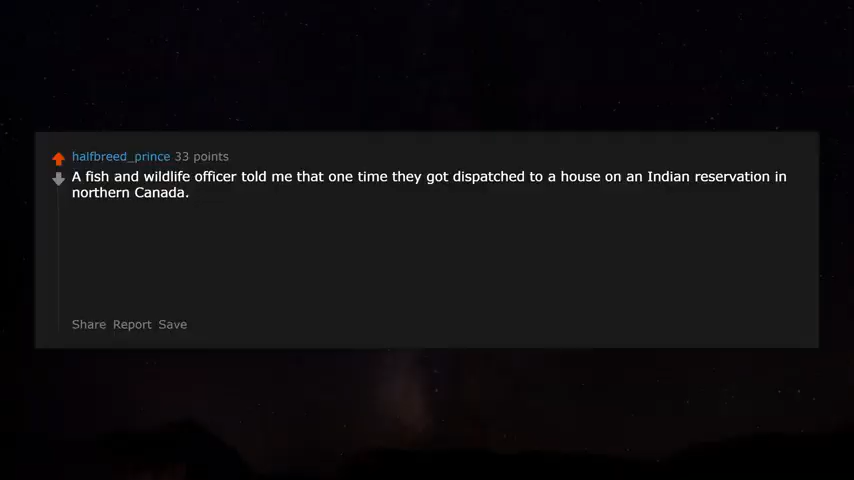 halfbreed_prince 33 points
A fish and wildlife officer told me that one time they got dispatched to a house on an Indian reservation in
northern Canada.
Share Report Save